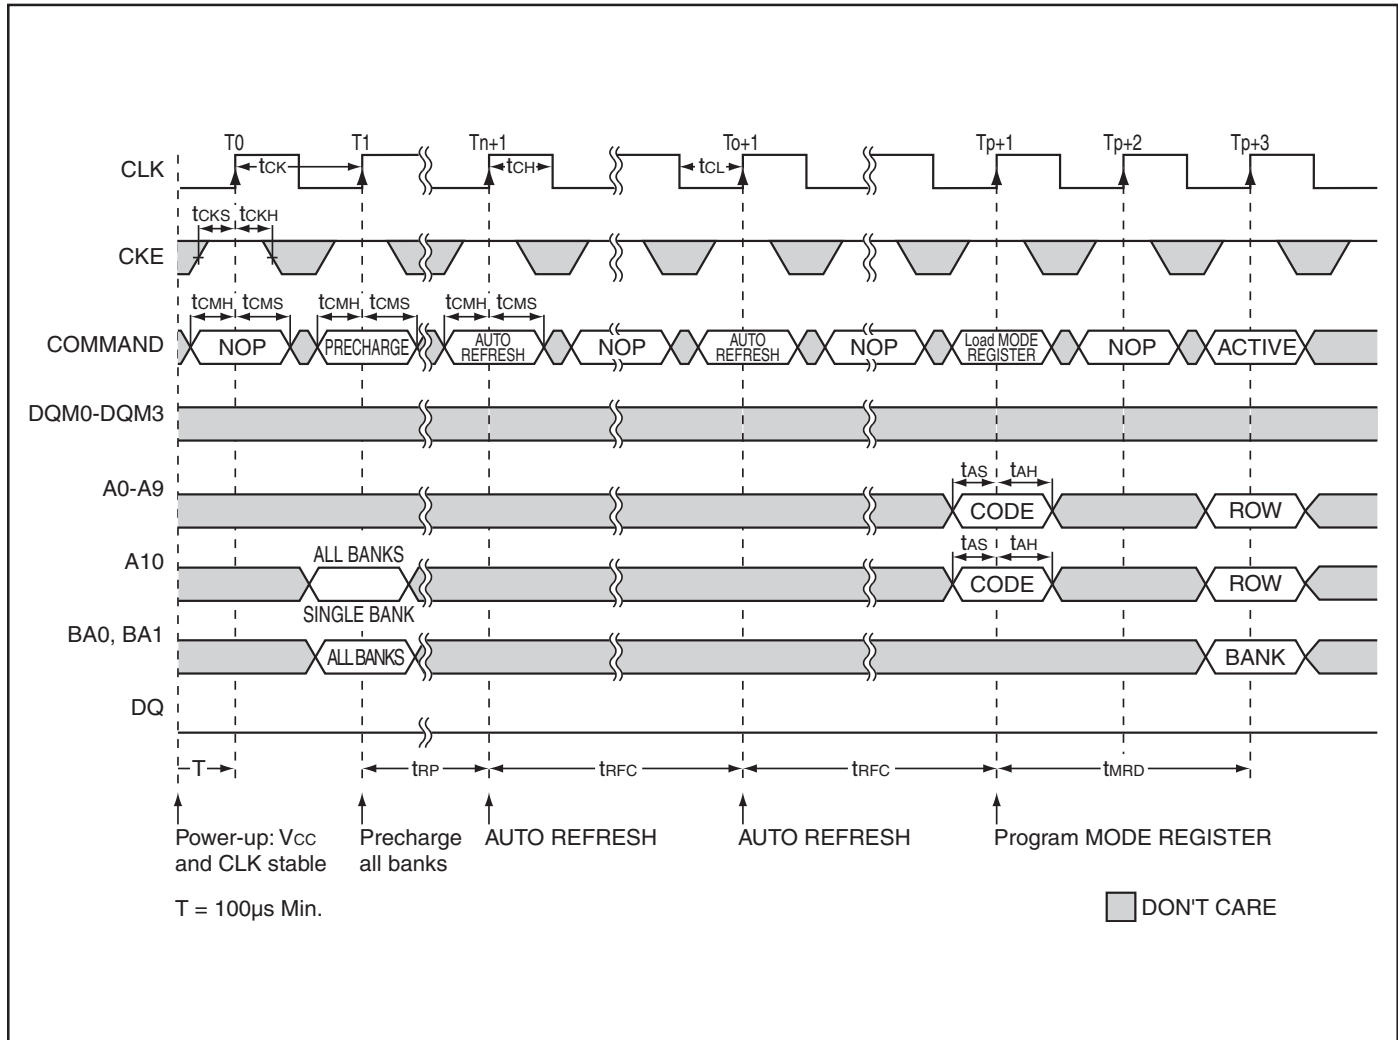 T0 T1 Tn+1 To+1 Tp+1 Tp+2 Tp+3
CLK tCK tCH tCL
tCKS tCKH
CKE
tCMH tCMS tCMH tCMS tCMH tCMS
COMMAND NOP PRECHARGE AUTO REFRESH NOP AUTO REFRESH NOP Load MODE REGISTER NOP ACTIVE
DQM0-DQM3
tAS tAH
A0-A9 CODE ROW
ALL BANKS tAS tAH
A10 CODE ROW
SINGLE BANK
BA0, BA1 ALL BANKS BANK
DQ
T tRP tRFC tRFC tMRD
Power-up: VCC and CLK stable
Precharge all banks
AUTO REFRESH
AUTO REFRESH
Program MODE REGISTER
T = 100µs Min.
DON'T CARE